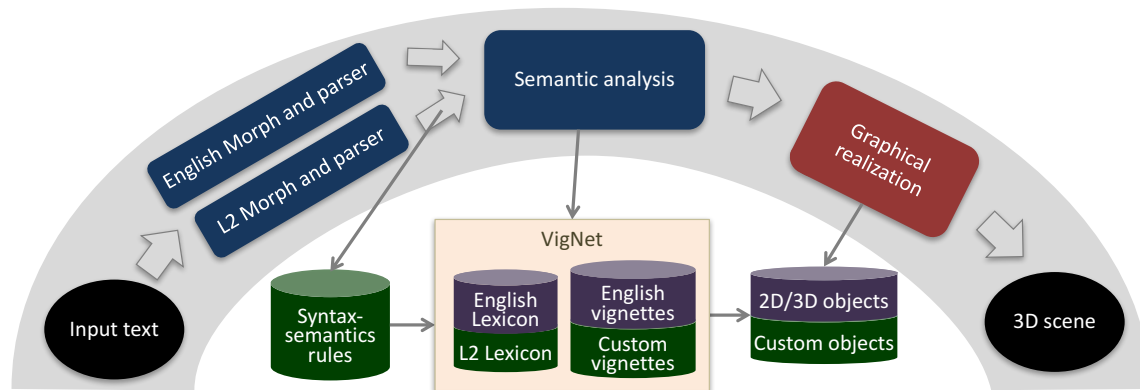 English Morph and parser
L2 Morph and parser
Semantic analysis
Graphical
realization
Input text
3D scene
VigNet
Syntax-
semantics
rules
English
Lexicon
L2 Lexicon
English
vignettes
Custom
vignettes
2D/3D objects
Custom objects